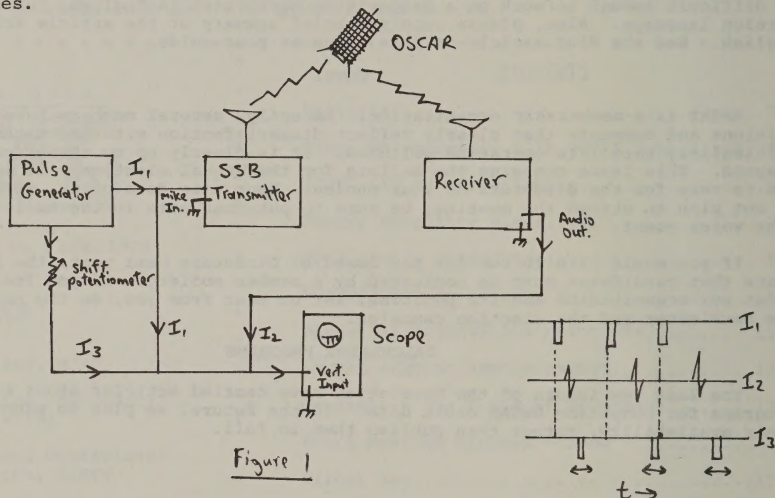 es.
OSCAR
Pulse
Generator
I₁
SSB
Transmitter
mike
In.
Receiver
Audio
Out.
shift
potentiometer
I₁
I₂
I₃
Scope
Vert.
Input
I₁
I₂
I₃
t→
Figure 1